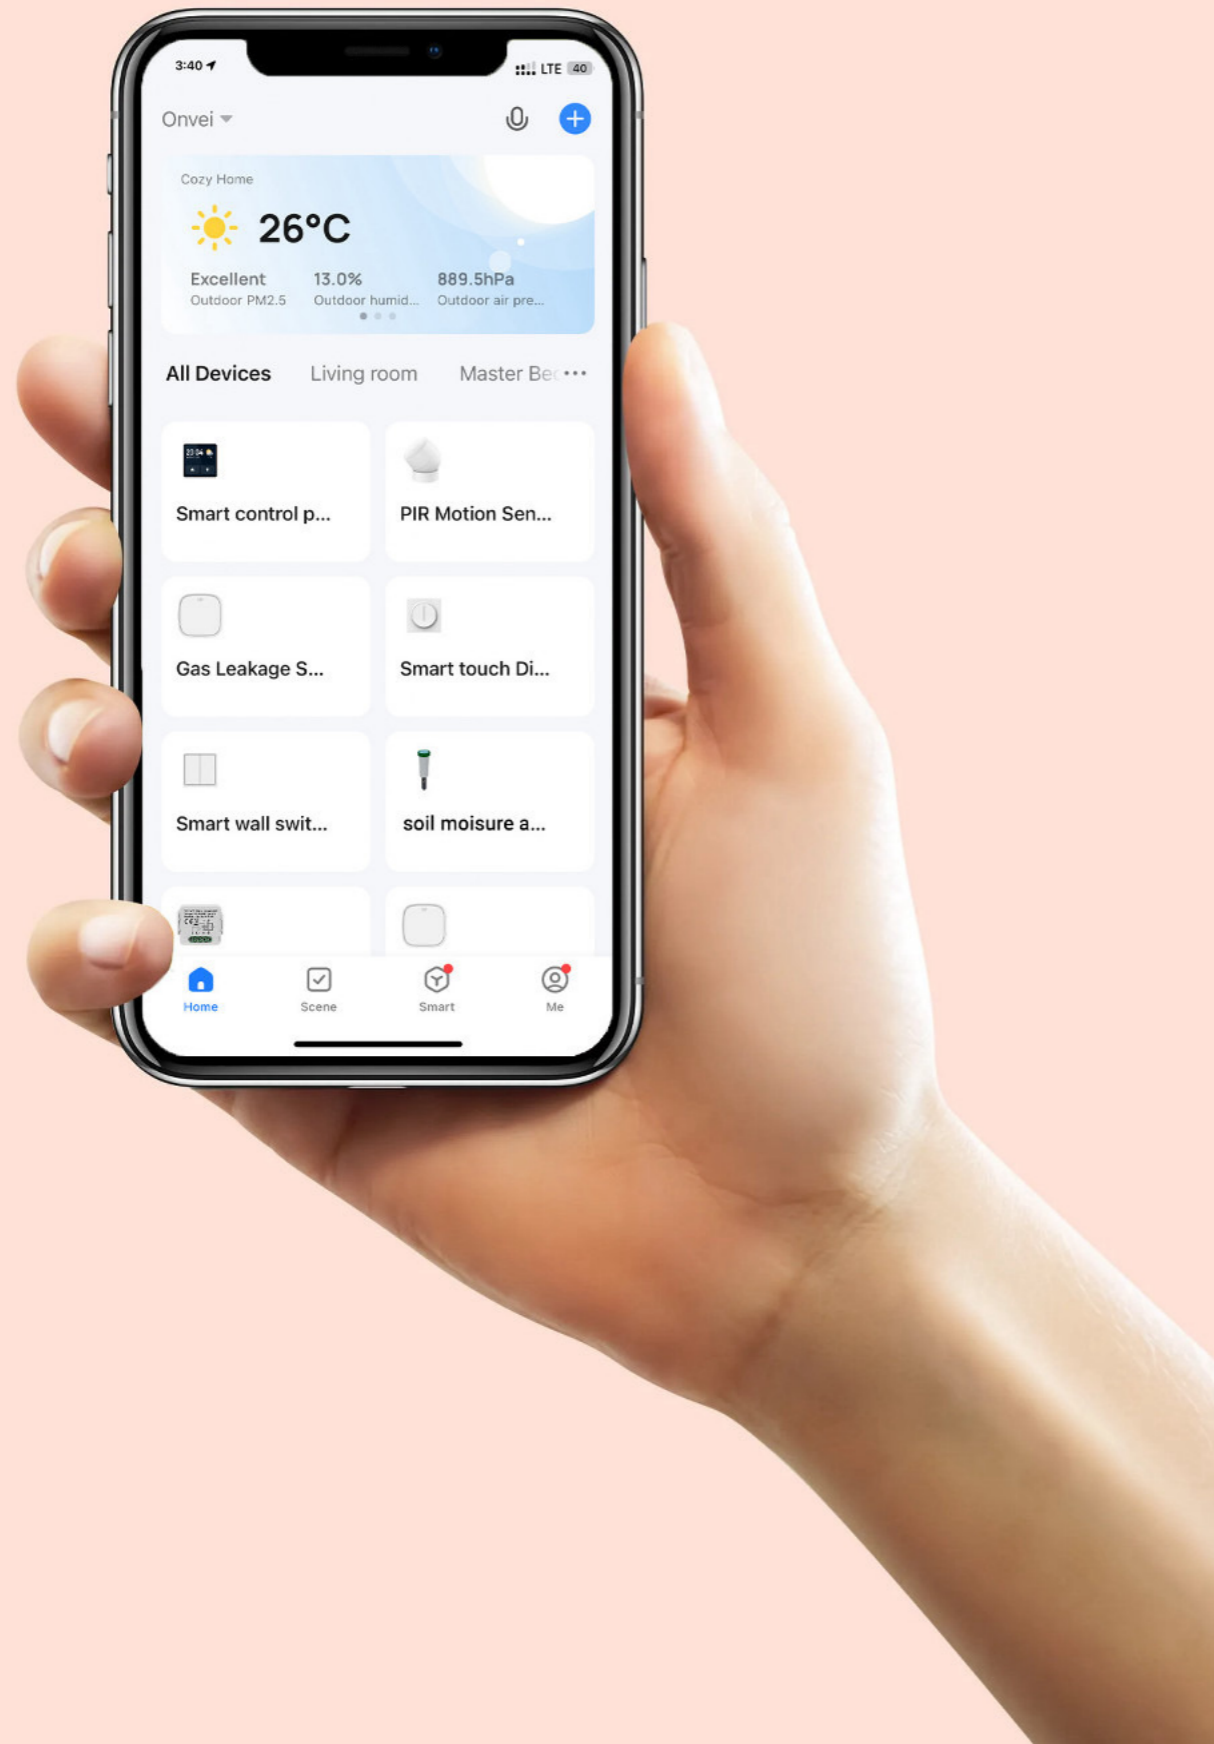 3:40
LTE 40
Onvei
Cozy Home
26°C
Excellent 13.0% 889.5hPa
Outdoor PM2.5 Outdoor humid... Outdoor air pre...
All Devices Living room Master Bec ...
Smart control p... PIR Motion Sen...
Gas Leakage S... Smart touch Di...
Smart wall swit... soil moisure a...
Home Scene Smart Me